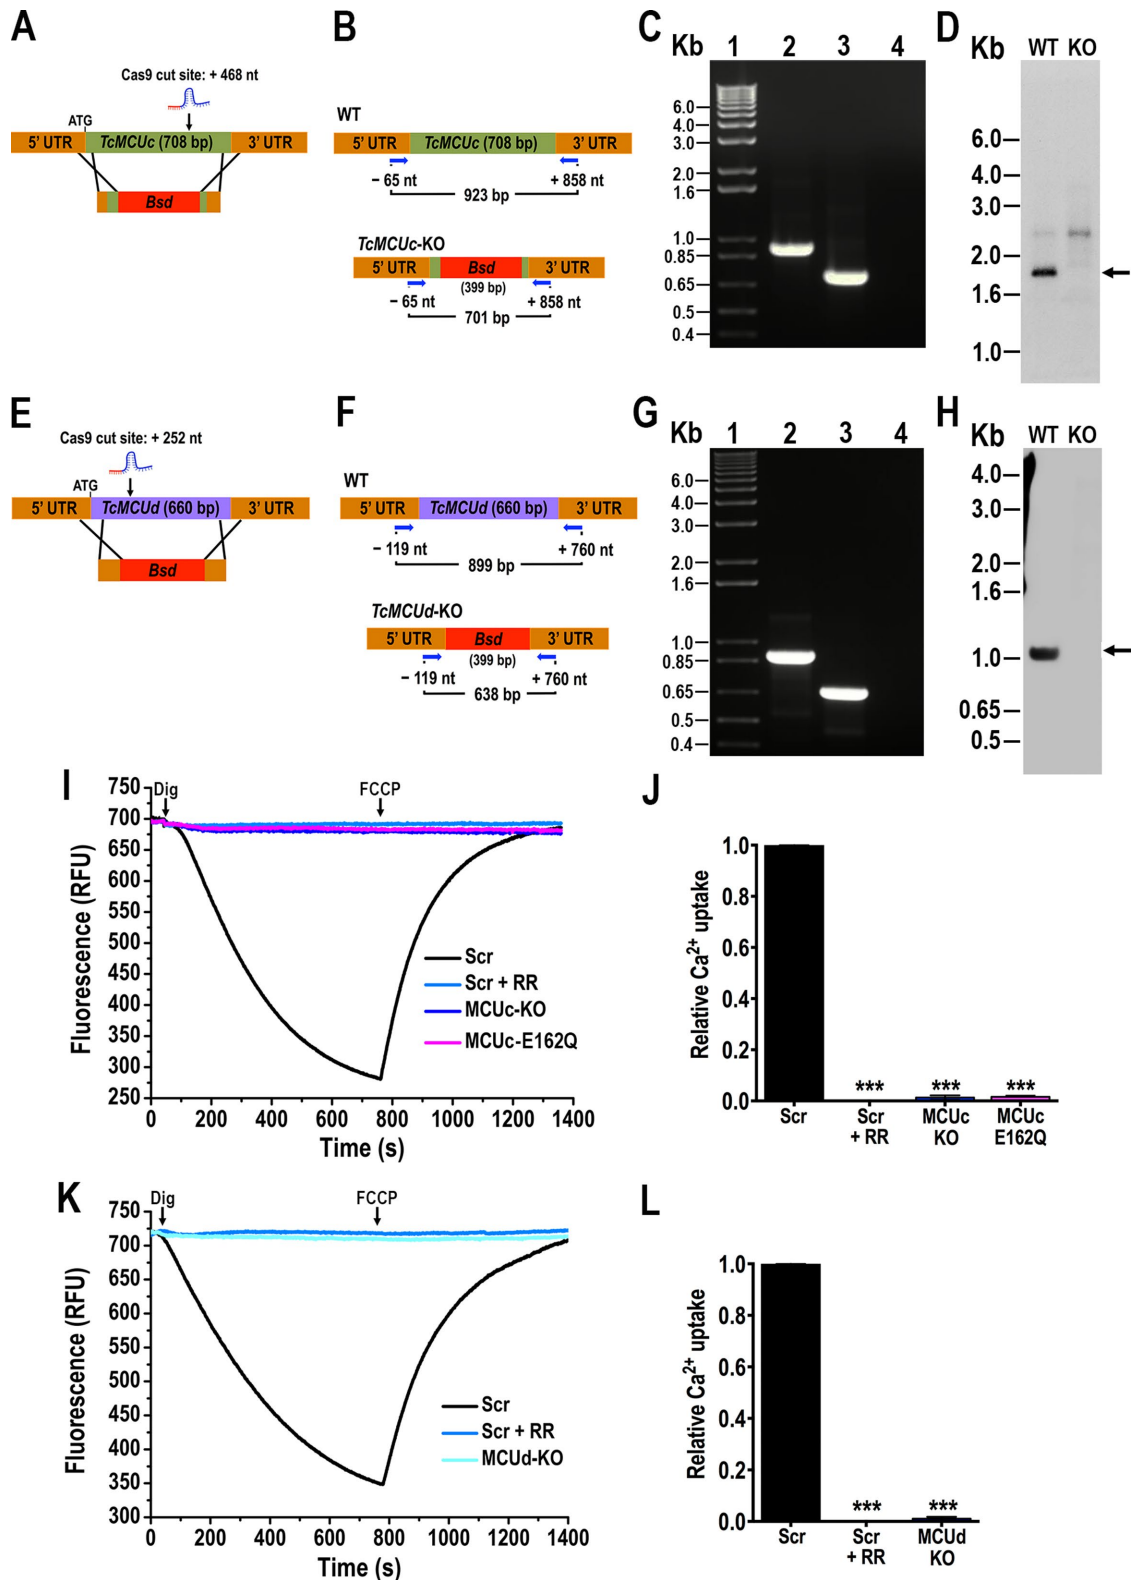 A
Cas9 cut site: + 468 nt
ATG
5' UTR
TcMCUc (708 bp)
3' UTR
Bsd
B
WT
5' UTR
TcMCUc (708 bp)
3' UTR
− 65 nt
+ 858 nt
923 bp
TcMCUc-KO
5' UTR
Bsd
3' UTR
(399 bp)
− 65 nt
+ 858 nt
701 bp
C
Kb 1 2 3 4
6.0
4.0
3.0
2.0
1.6
1.0
0.85
0.65
0.5
0.4
D
Kb WT KO
6.0
4.0
3.0
2.0
1.6
1.0
E
Cas9 cut site: + 252 nt
ATG
5' UTR
TcMCUd (660 bp)
3' UTR
Bsd
F
WT
5' UTR
TcMCUd (660 bp)
3' UTR
− 119 nt
+ 760 nt
899 bp
TcMCUd-KO
5' UTR
Bsd
3' UTR
(399 bp)
− 119 nt
+ 760 nt
638 bp
G
Kb 1 2 3 4
6.0
4.0
3.0
2.0
1.6
1.0
0.85
0.65
0.5
0.4
H
Kb WT KO
4.0
3.0
2.0
1.6
1.0
0.65
0.5
I
Dig
FCCP
Fluorescence (RFU)
750
700
650
600
550
500
450
400
350
300
250
Scr
Scr + RR
MCUc-KO
MCUc-E162Q
0 200 400 600 800 1000 1200 1400
Time (s)
J
Relative Ca2+ uptake
1.0
0.8
0.6
0.4
0.2
0.0
*** *** ***
Scr
Scr + RR
MCUc KO
MCUc E162Q
K
Dig
FCCP
Fluorescence (RFU)
750
700
650
600
550
500
450
400
350
300
Scr
Scr + RR
MCUd-KO
0 200 400 600 800 1000 1200 1400
Time (s)
L
Relative Ca2+ uptake
1.0
0.8
0.6
0.4
0.2
0.0
*** ***
Scr
Scr + RR
MCUd KO